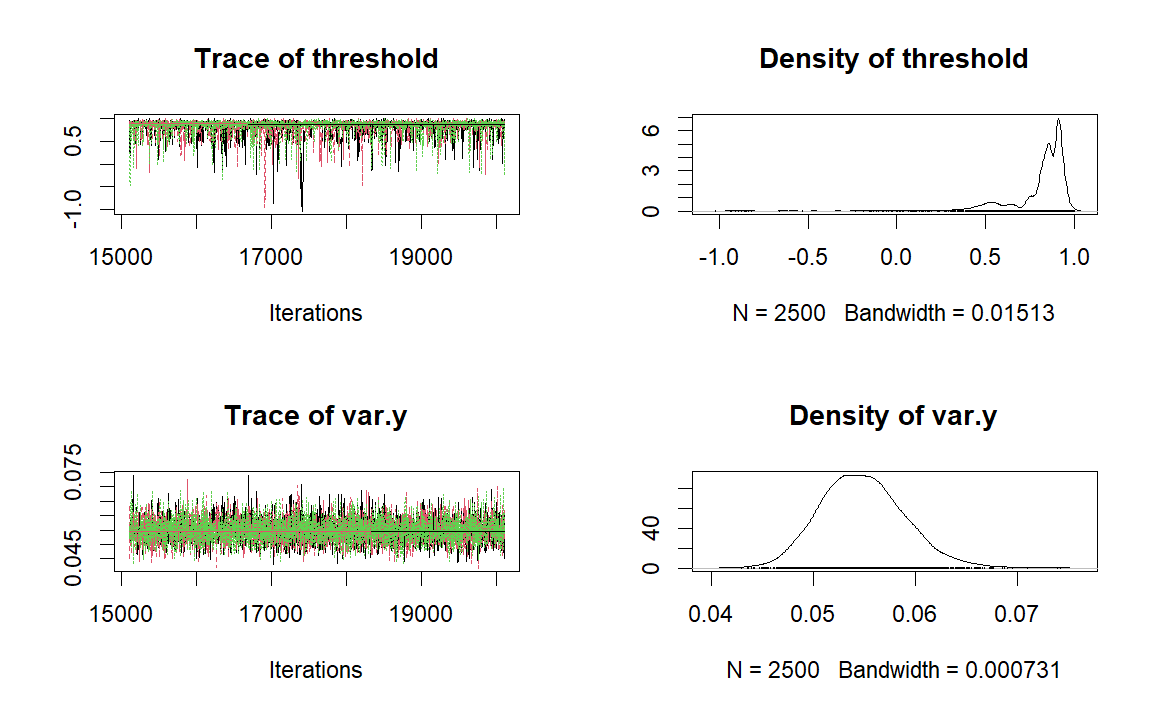 Trace of threshold
0.5
-1.0
15000 17000 19000
Iterations
Density of threshold
6
3
0
-1.0 -0.5 0.0 0.5 1.0
N = 2500 Bandwidth = 0.01513
Trace of var.y
0.075
0.045
15000 17000 19000
Iterations
Density of var.y
40
0
0.04 0.05 0.06 0.07
N = 2500 Bandwidth = 0.000731